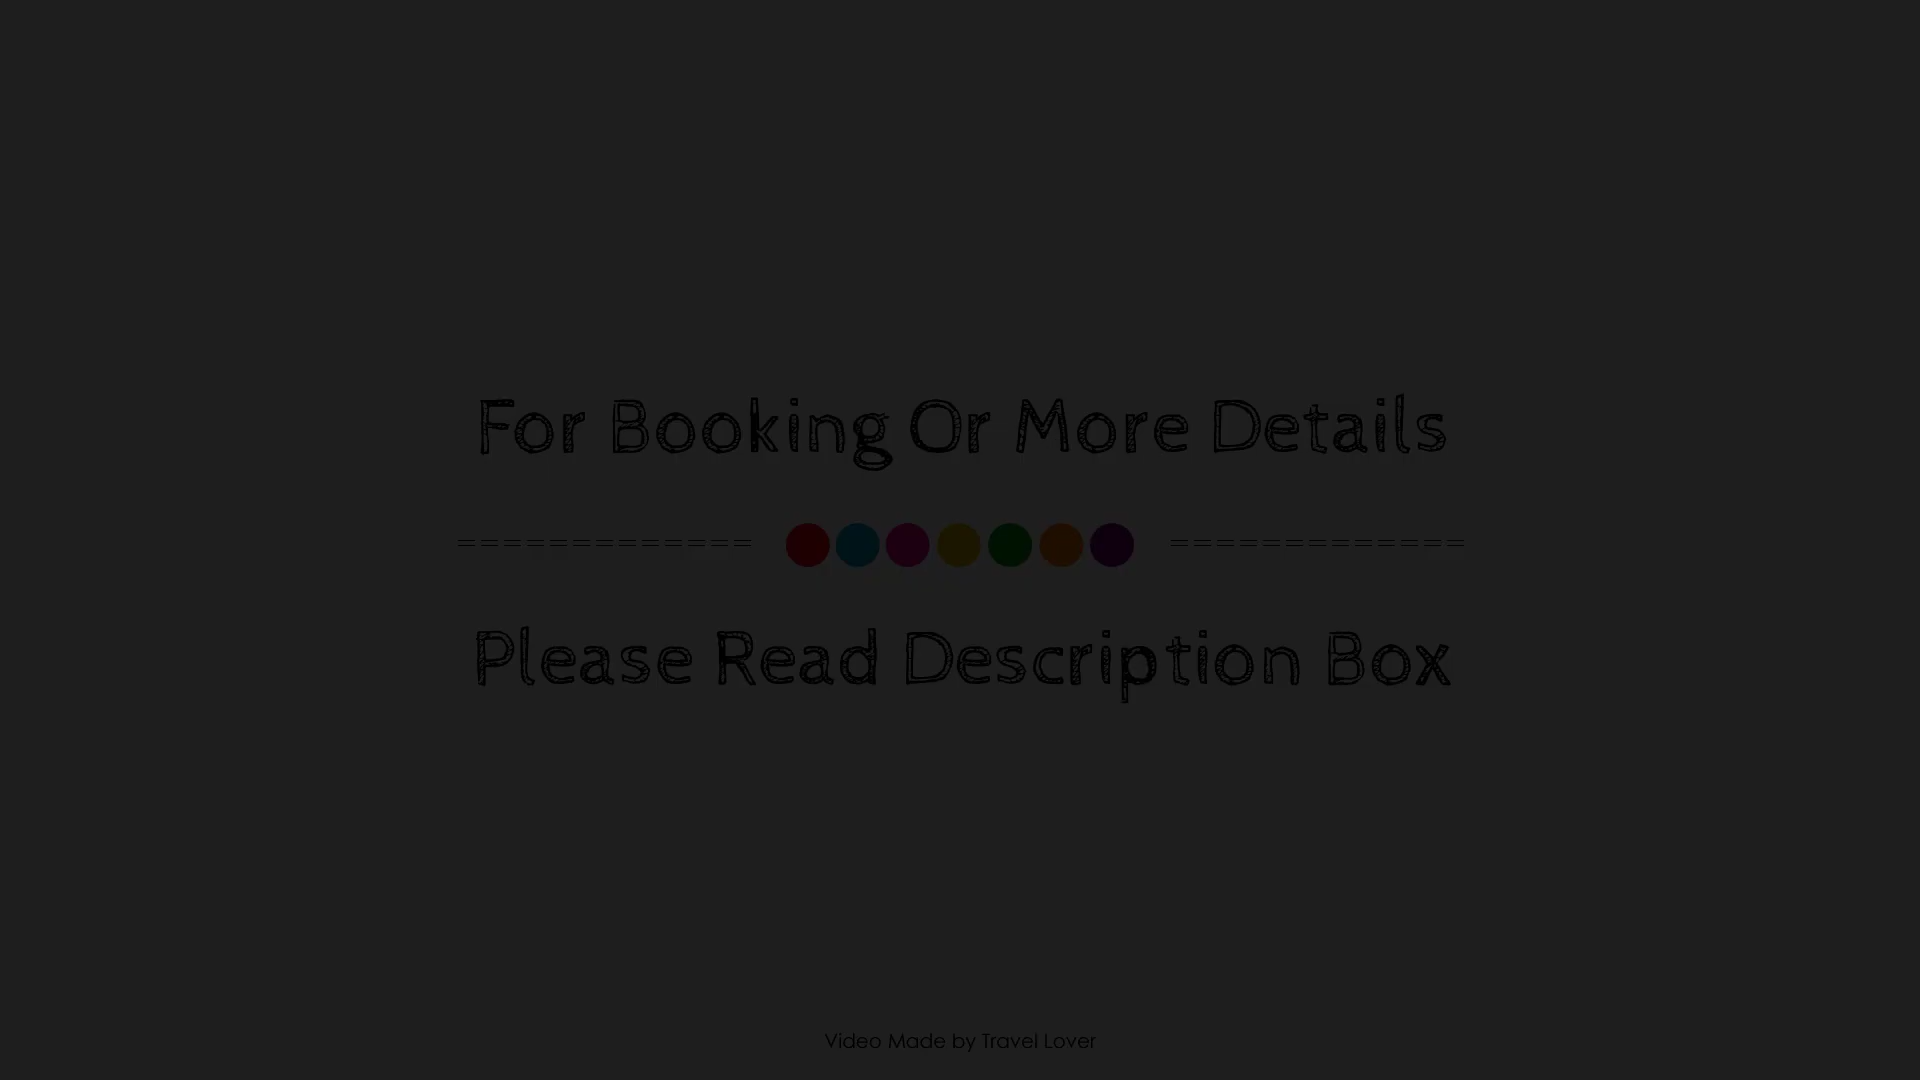 For Booking Or More Details
============= =============
Please Read Description Box
Video Made by Travel Lover